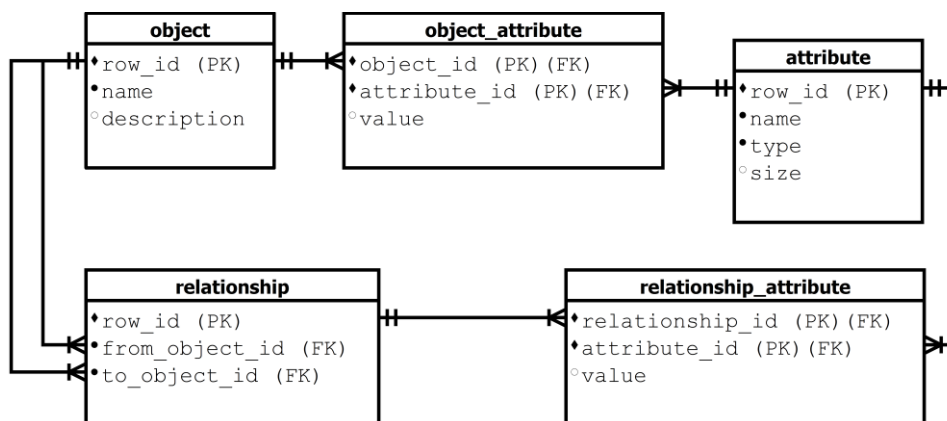 object
row_id (PK)
name
description
object_attribute
object_id (PK)(FK)
attribute_id (PK)(FK)
value
attribute
row_id (PK)
name
type
size
relationship
row_id (PK)
from_object_id (FK)
to_object_id (FK)
relationship_attribute
relationship_id (PK)(FK)
attribute_id (PK)(FK)
value